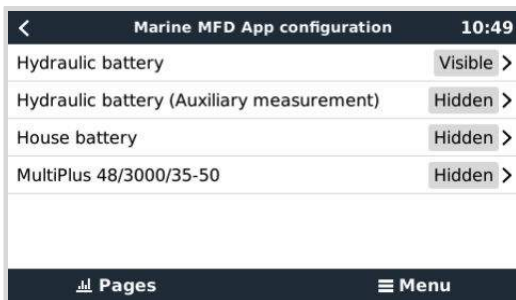 Marine MFD App configuration 10:49
Hydraulic battery Visible
Hydraulic battery (Auxiliary measurement) Hidden
House battery Hidden
MultiPlus 48/3000/35-50 Hidden
Pages Menu